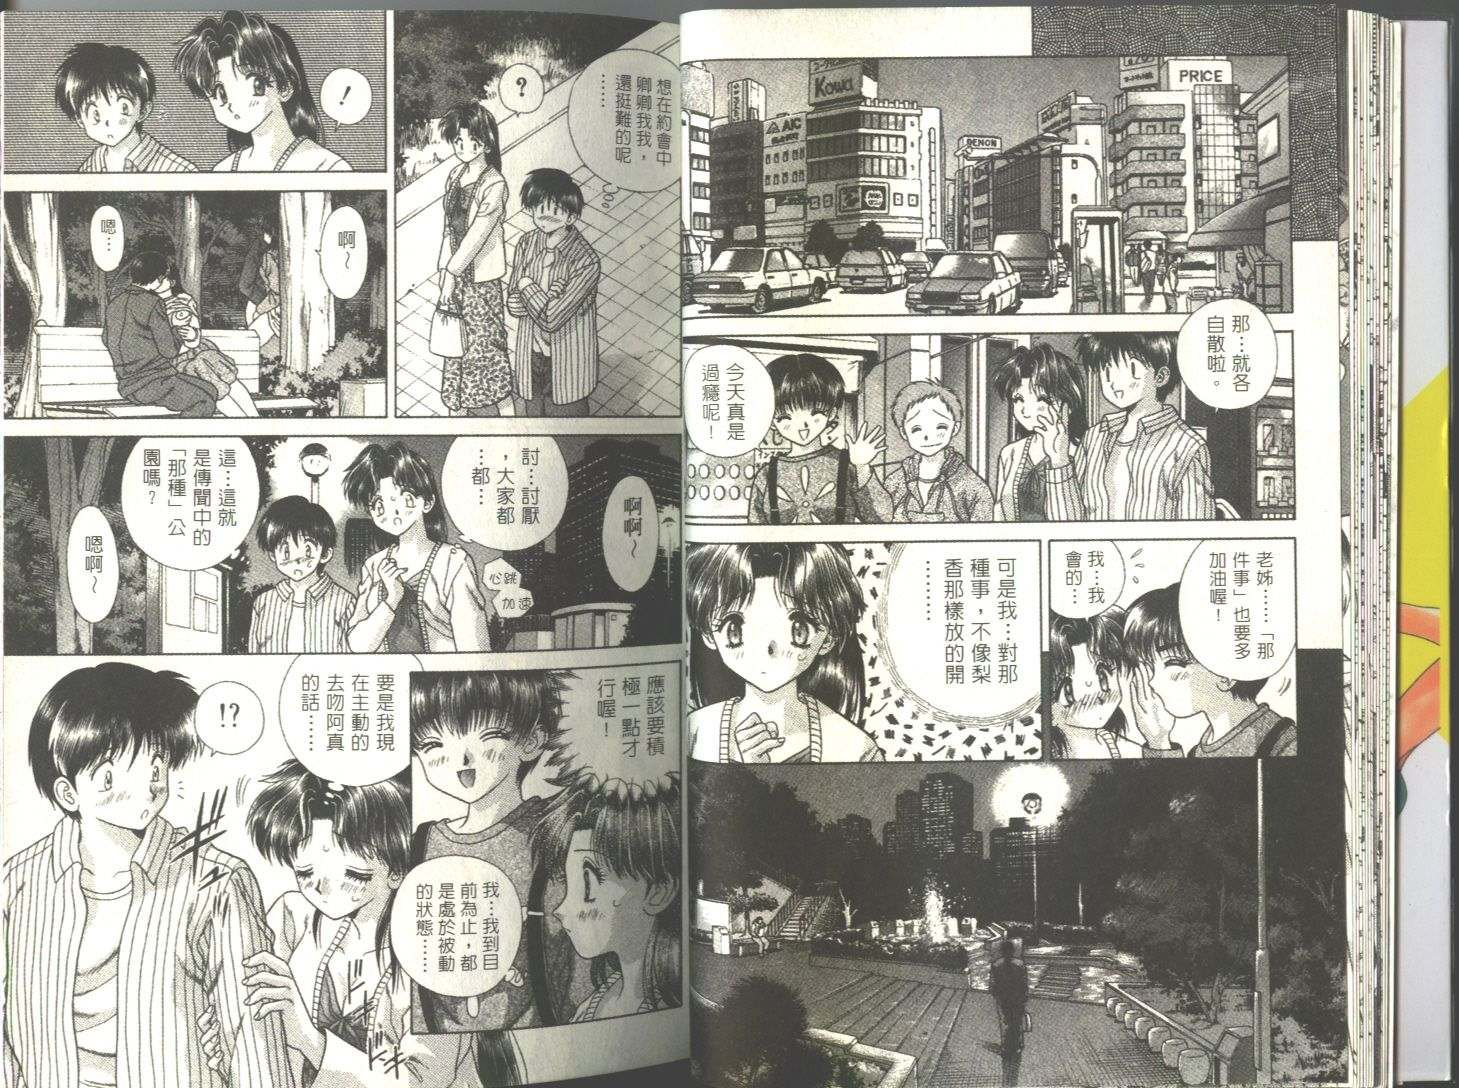 Kowa
AIC
DENON
PRICE
那…就各
自散啦。
今天真是
過癮呢！
老姊……「那
件事」也要多
加油喔！
我…我
會的…
可是我…對那
種事，不像梨
香那樣放的開
………
想在約會中
卿卿我我，
還挺難的呢
……
？
！
啊～
嗯…
啊啊～
討…討厭
，大家都
…都…
心跳
加速
這…這就
是傳聞中的
「那種」公
園嗎？
嗯啊～
應該要積
極一點才
行喔！
我…我到目
前為止，都
是處於被動
的狀態……
要是我現
在主動的
去吻阿真
的話……
!?
ドキ
ドキ